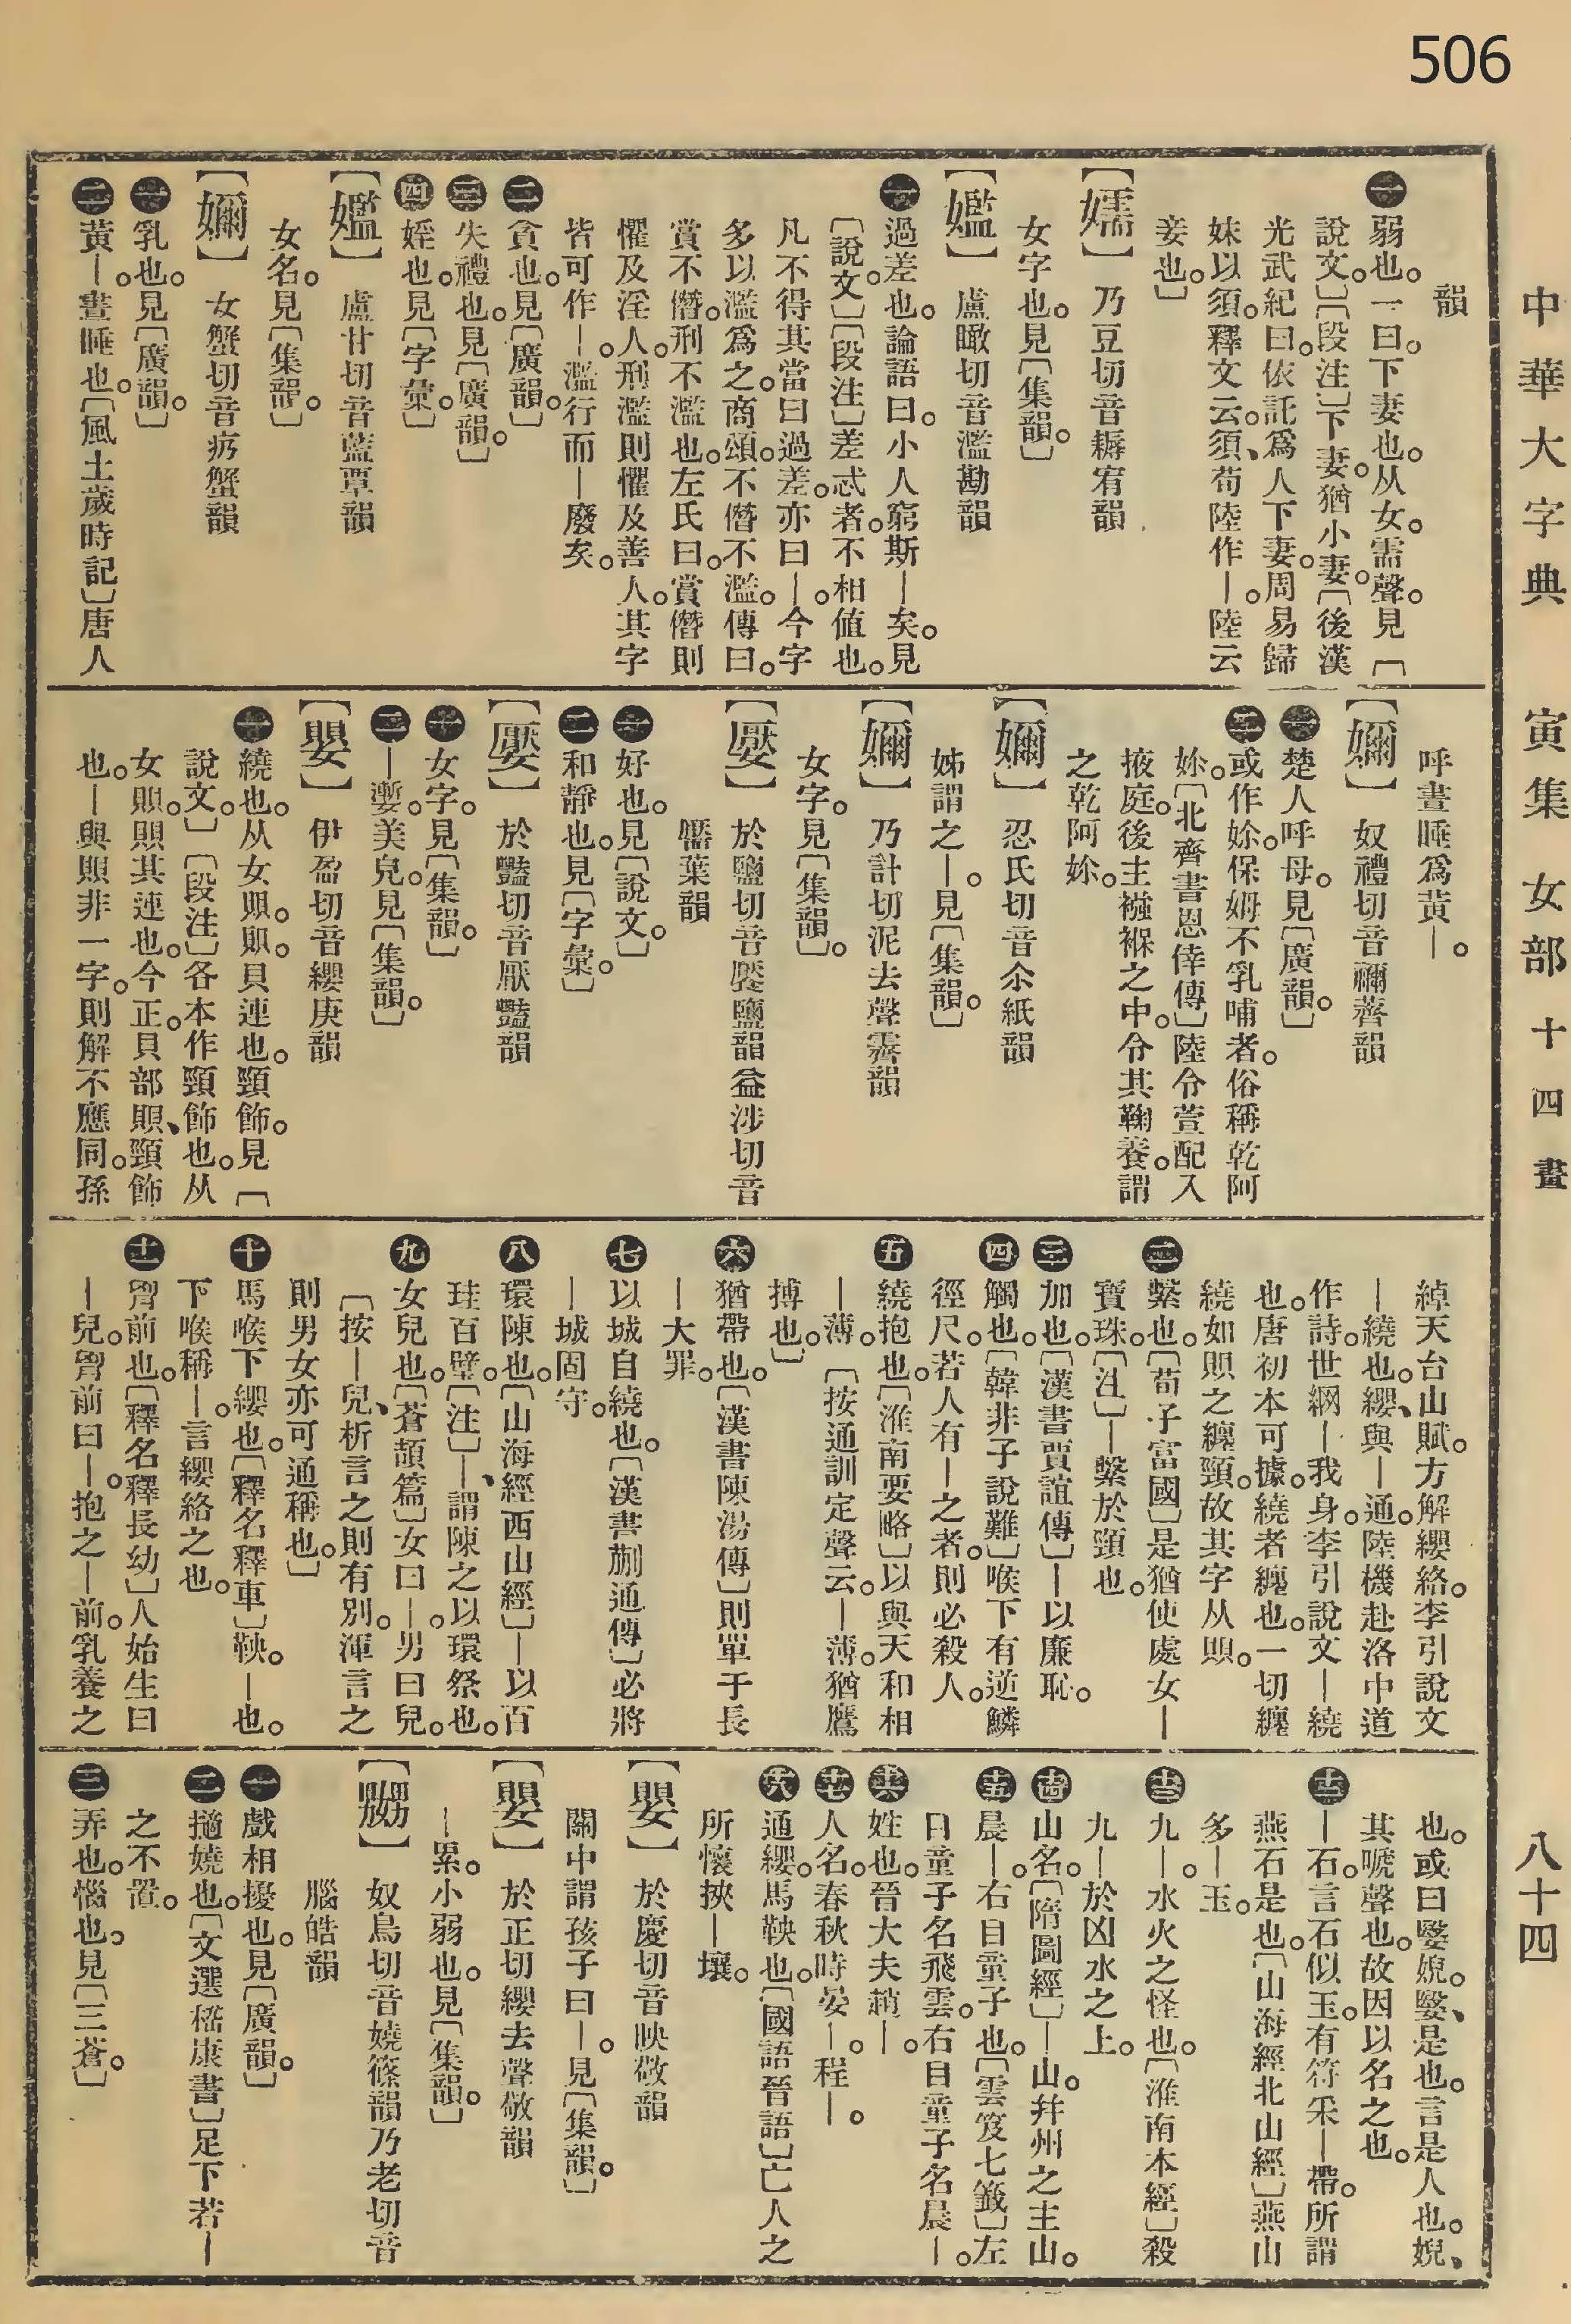 506
中華大字典 寅集 女部 十四畫 八十四
韻
㊀弱也。一曰。下妻也。从女。需聲。見〔
說文〕。〔段注〕下妻。猶小妻。〔後漢
光武紀曰。依託爲人下妻。周易歸
妹以須。釋文云。須、荀陸作—。陸云
妾也。〕
【嬬】 乃豆切音耨宥韻
女字也。見〔集韻。〕
【㜮】 盧瞰切音濫勘韻
㊀過差也。論語曰。小人窮斯—矣。見
〔說文。〕〔段注〕差忒者。不相值也。
凡不得其當曰過差。亦曰—。今字
多以濫爲之。商頌。不僭不濫。傳曰。
賞不僭。刑不濫也。左氏曰。賞僭則
懼及淫人。刑濫則懼及善人。其字
皆可作—。濫行而—廢矣。
㊁貪也。見〔廣韻。〕
㊂失禮也。見〔廣韻。〕
㊃婬也。見〔字彙。〕
【㜮】 盧甘切音藍覃韻
女名。見〔集韻。〕
【嬭】 女蟹切音疓蟹韻
㊀乳也。見〔廣韻。〕
㊁黃—。晝睡也。〔風土歲時記〕唐人
呼晝睡爲黃—。
【嬭】 奴禮切音禰薺韻
㊀楚人呼母。見〔廣韻。〕
㊁或作妳。保姆不乳哺者。俗稱乾阿
妳。〔北齊書恩倖傳〕陸令萱配入
掖庭。後主襁褓之中。令其鞠養。謂
之乾阿妳。
【嬭】 忍氏切音尒紙韻
姊謂之—。見〔集韻。〕
【嬭】 乃計切泥去聲霽韻
女字。見〔集韻。〕
【嬮】 於鹽切音懕鹽韻益涉切音
魘葉韻
㊀好也。見〔說文。〕
㊁和靜也。見〔字彙。〕
【嬮】 於豔切音厭豔韻
㊀女字。見〔集韻。〕
㊁—㜧。美皃。見〔集韻。〕
【嬰】 伊盈切音纓庚韻
㊀繞也。从女賏。賏。貝連也。頸飾。見〔
說文。〕〔段注〕各本作頸飾也。从
女賏。賏其連也。今正。貝部賏、頸飾
也。—與賏非一字。則解不應同。孫
綽天台山賦。方解纓絡。李引說文
—繞也。纓、與—通。陸機赴洛中道
作詩。世網—我身。李引說文—繞
也。唐初本可據。繞者纏也。一切纏
繞如賏之纏頸。故其字从賏。
㊁繫也。〔荀子富國〕是猶使處女—
寶珠。〔注〕—繫於頸也。
㊂加也。〔漢書賈誼傳〕—以廉恥。
㊃觸也。〔韓非子說難〕喉下有逆鱗
徑尺。若人有—之者。則必殺人。
㊄繞抱也。〔淮南要略〕以與天和相
—薄。〔按通訓定聲云。—薄。猶鷹
搏也。〕
㊅猶帶也。〔漢書陳湯傳〕則單于長
—大罪。
㊆以城自繞也。〔漢書蒯通傳〕必將
—城固守。
㊇環陳也。〔山海經西山經〕—以百
珪百璧。〔注〕—、謂陳之以環祭也。
㊈女兒也。〔蒼頡篇〕女曰—。男曰兒。
〔按—兒、析言之則有別。渾言之
則男女亦可通稱也。〕
㊉馬喉下纓也。〔釋名釋車〕鞅。—也。
下喉稱—。言纓絡之也。
⓫胷前也。〔釋名釋長幼〕人始生曰
—兒。胷前曰—。抱之—前。乳養之
也。或曰嫛婗。嫛、是也。言是人也。婗、
其嗁聲也。故因以名之也。
⓬—石。言石似玉。有符采—帶。所謂
燕石是也。〔山海經北山經〕燕山
多—玉。
⓭九—。水火之怪也。〔淮南本經〕殺
九—於凶水之上。
⓮山名。〔隋圖經〕—山。幷州之主山。
⓯晨—。右目童子也。〔雲笈七籤〕左
目童子名飛雲。右目童子名晨—。
⓰姓也。晉大夫趙—。
⓱人名。春秋時晏—。程—。
⓲通纓。馬鞅也。〔國語晉語〕亡人之
所懷挾—壤。
【嬰】 於慶切音映敬韻
關中謂孩子曰—。見〔集韻。〕
【嬰】 於正切纓去聲敬韻
—累。小弱也。見〔集韻。〕
【嬲】 奴鳥切音嬈篠韻乃老切音
腦皓韻
㊀戲相擾也。見〔廣韻。〕
㊁擿嬈也。〔文選嵇康書〕足下若—
之不置。
㊂弄也。惱也。見〔三蒼。〕